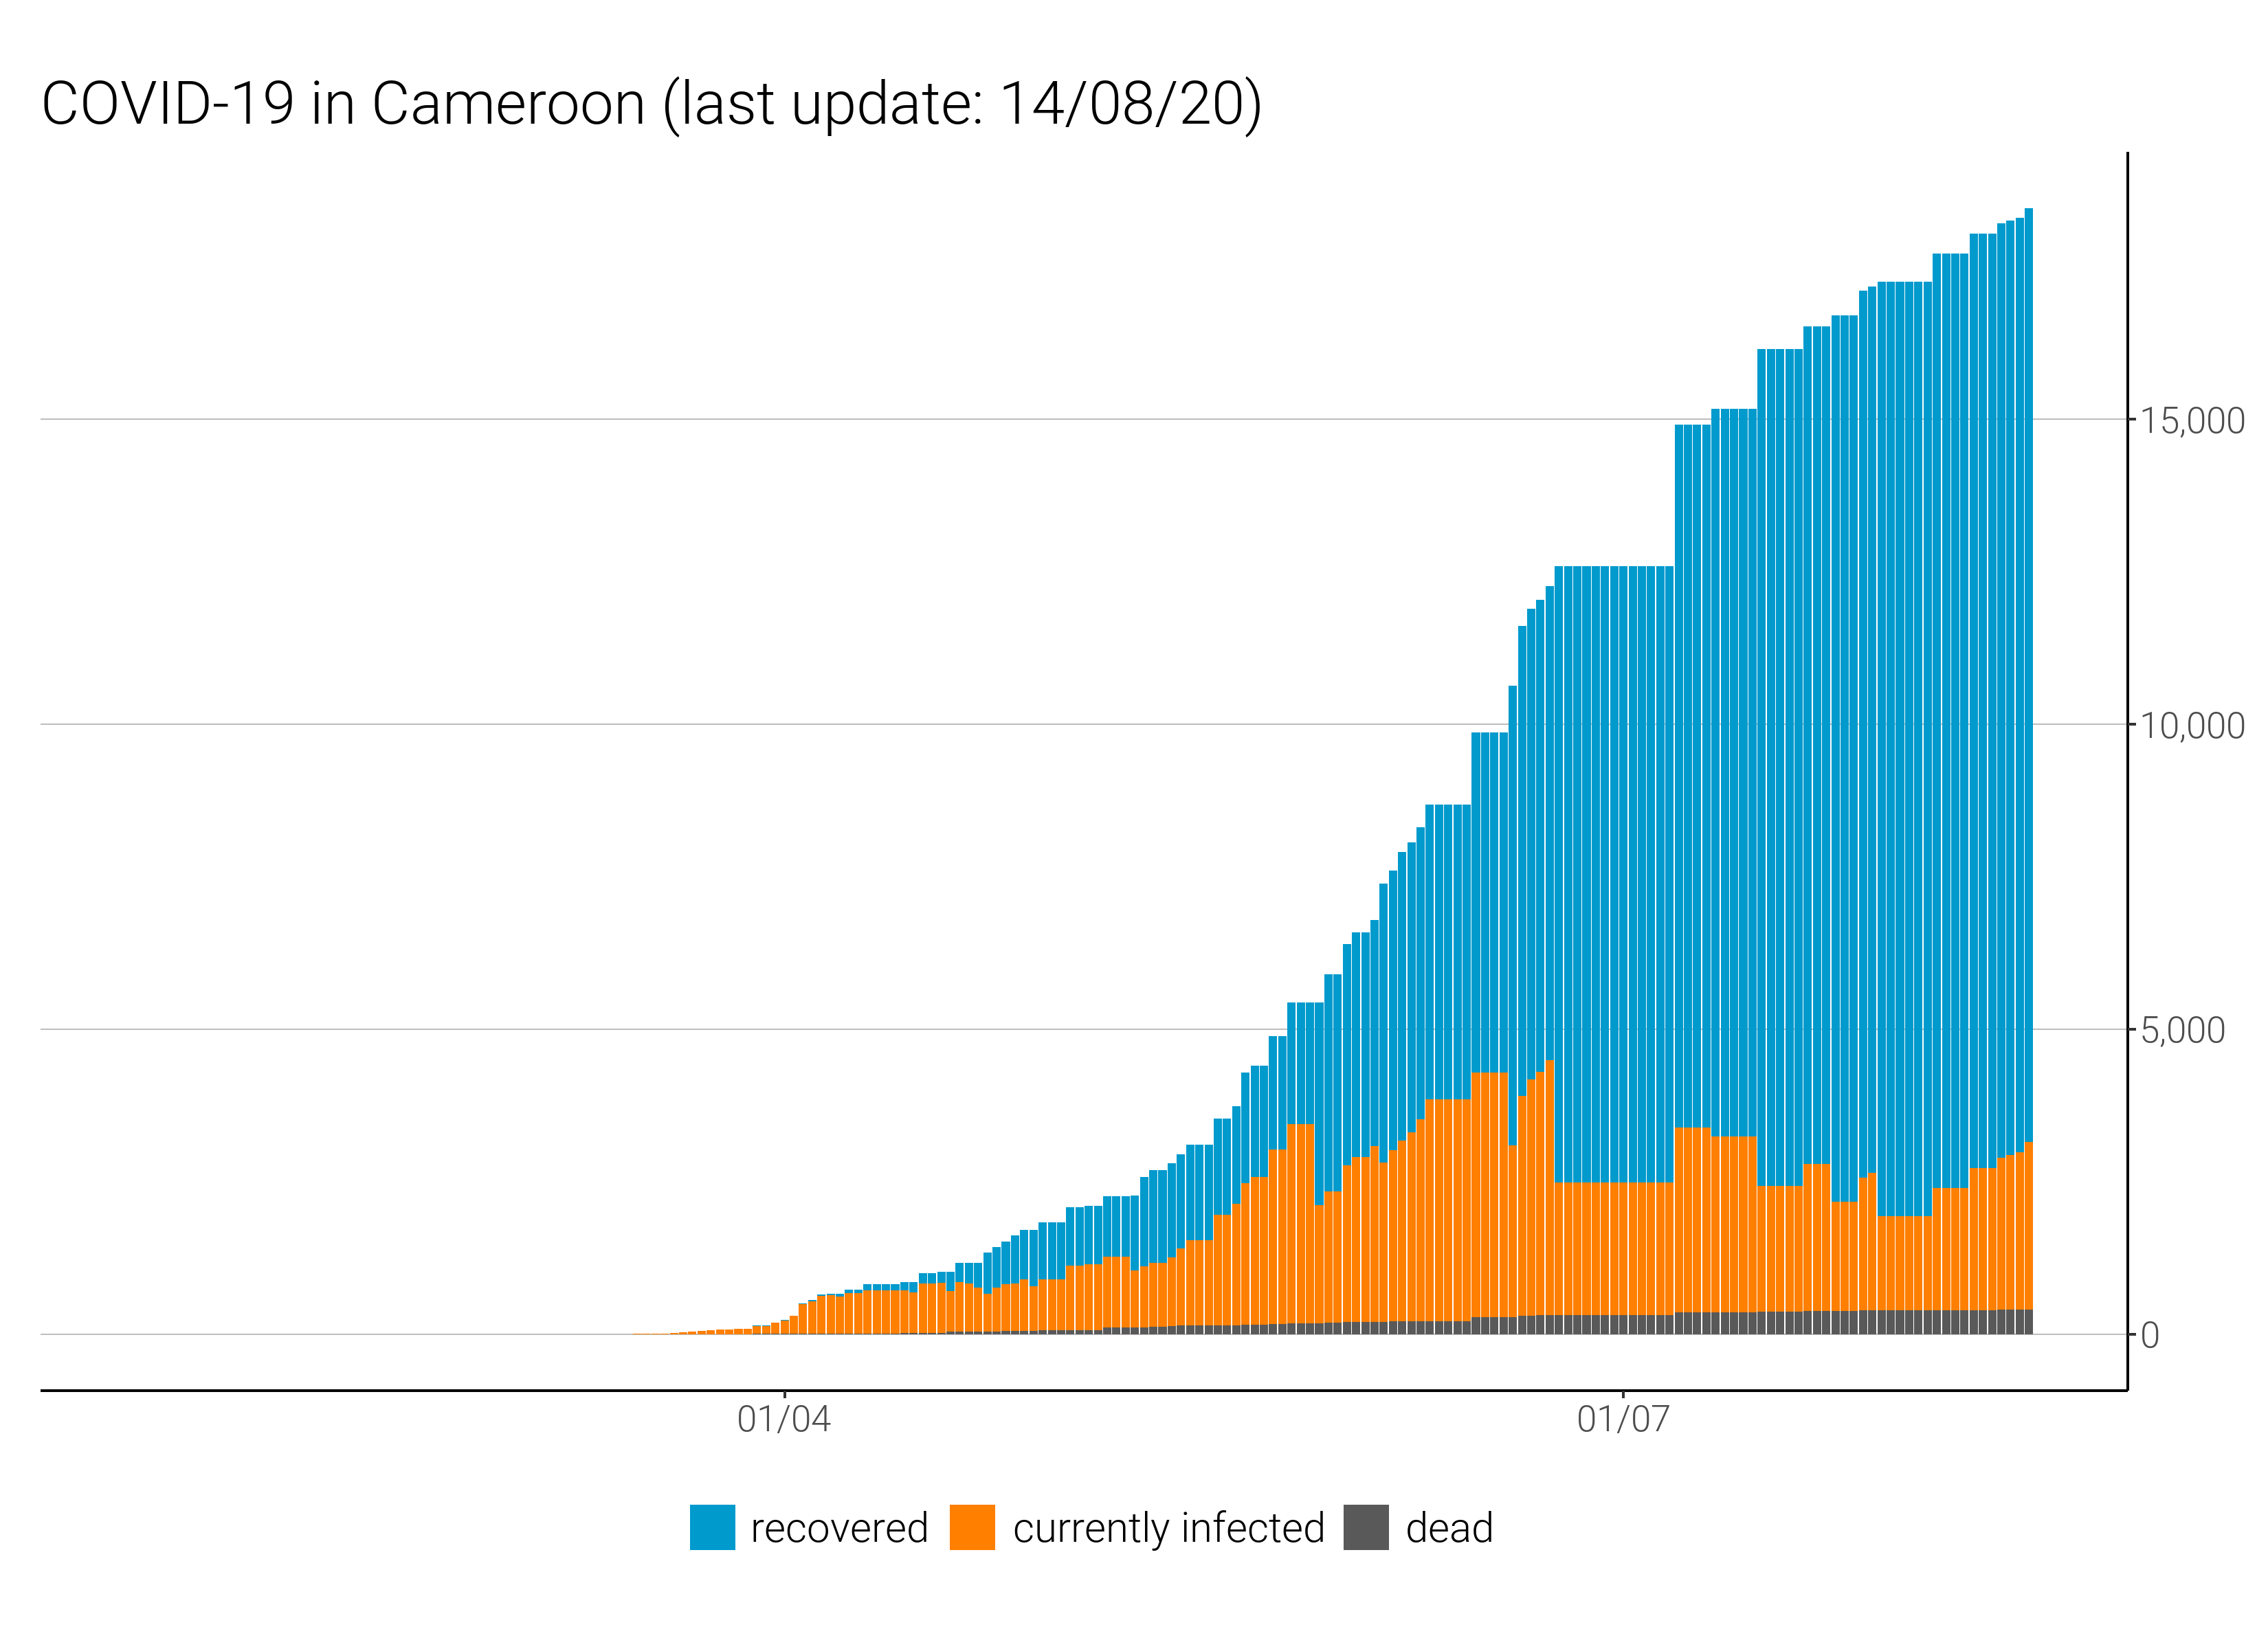 COVID-19 in Cameroon (last update: 14/08/20)
15,000
10,000
5,000
0
01/04 01/07
recovered currently infected dead